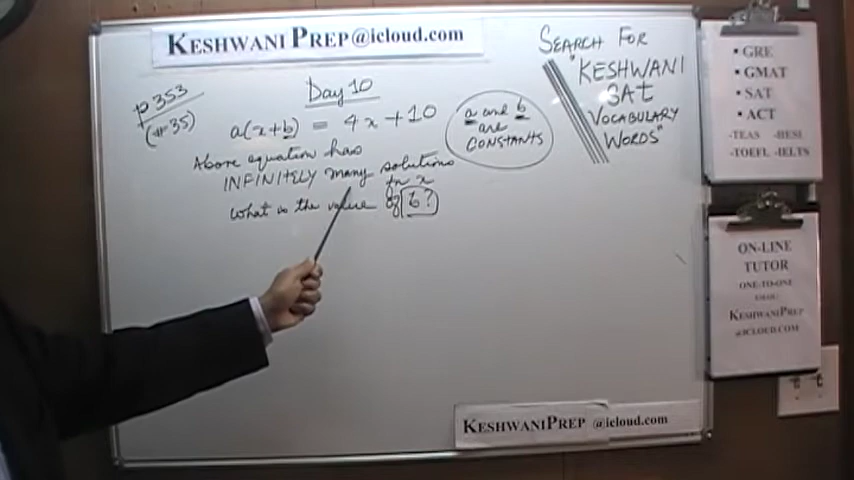 KESHWANI PREP@icloud.com
Day 10
p 353
(#35)
a(x+b) = 4x+10
a and b
are
CONSTANTS
Above equation has
INFINITELY many solutions
for x
What is the value of b?
SEARCH FOR
"KESHWANI
SAT
VOCABULARY
WORDS"
• GRE
• GMAT
• SAT
• ACT
-TEAS -HESI
-TOEFL -IELTS
ON-LINE
TUTOR
ONE-TO-ONE
KESHWANIPREP
@ICLOUD.COM
KESHWANIPREP @icloud.com